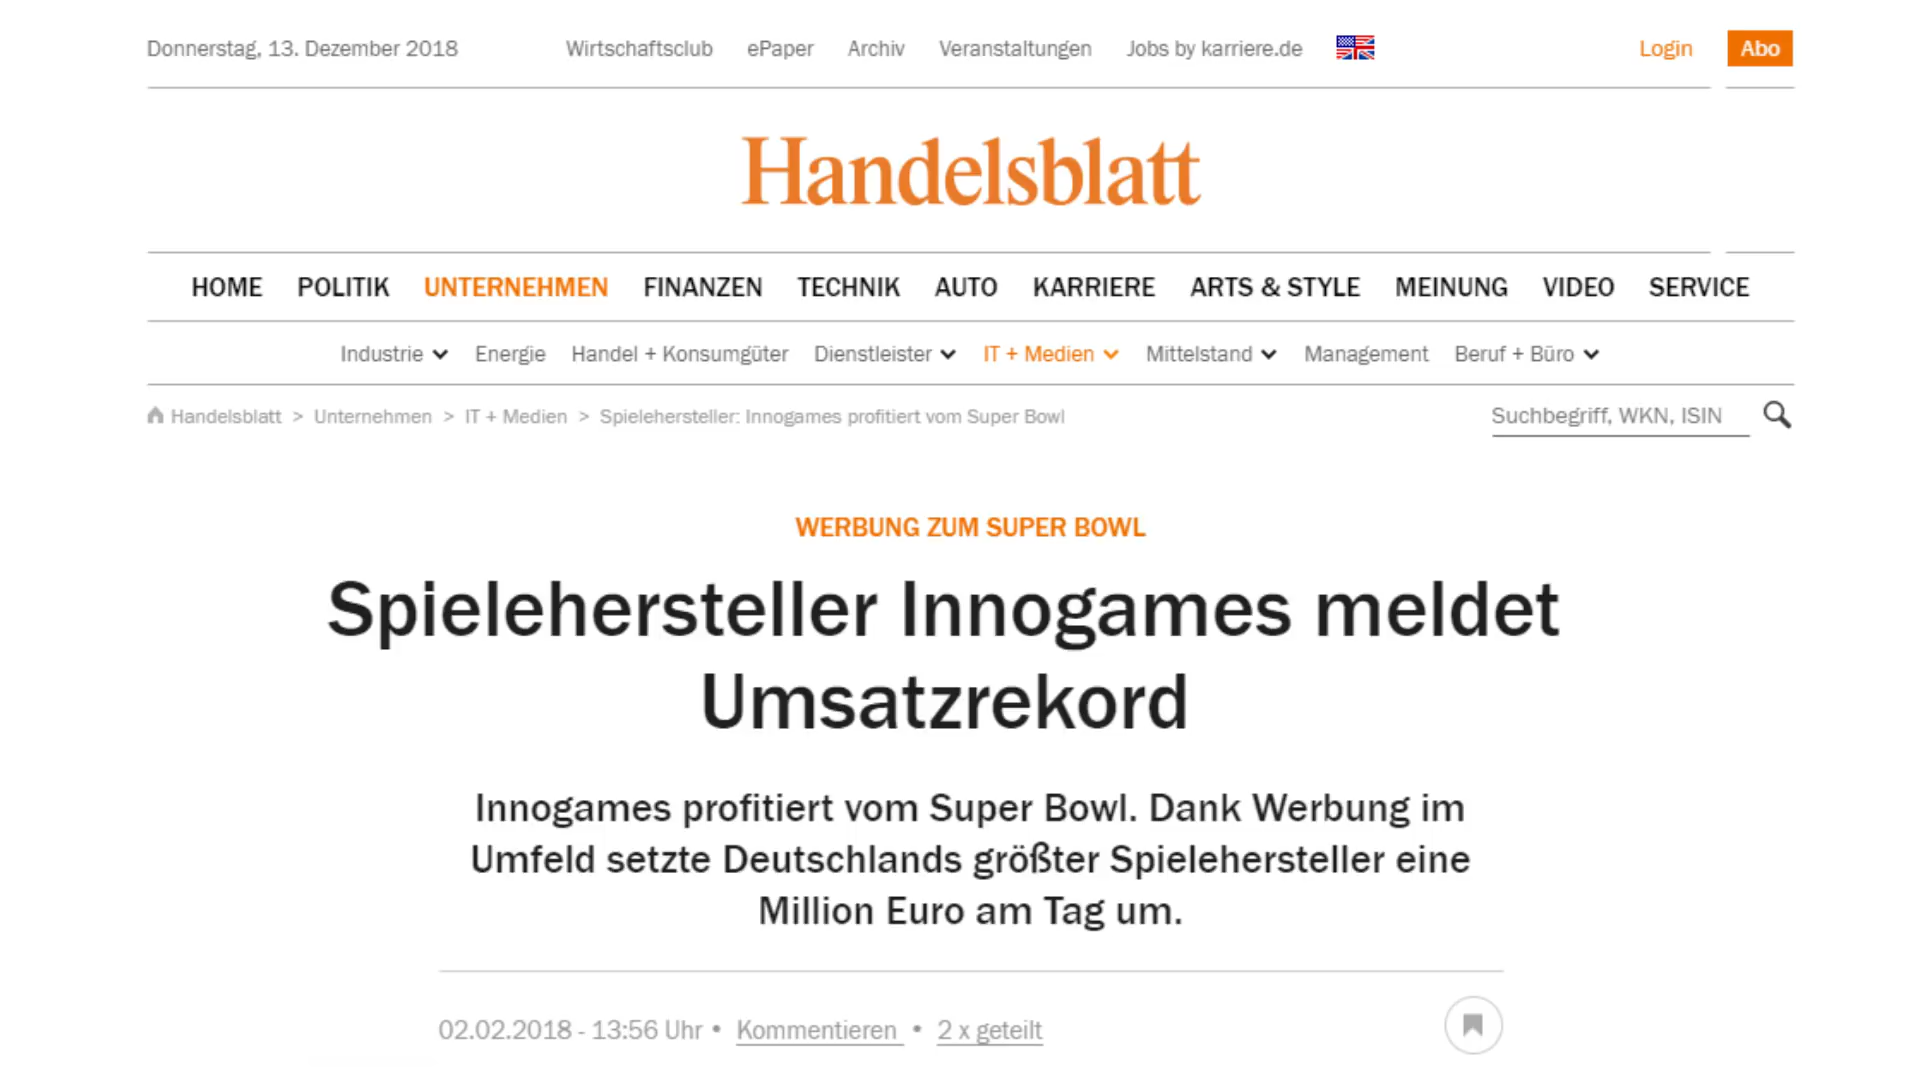 Donnerstag, 13. Dezember 2018 Wirtschaftsclub ePaper Archiv Veranstaltungen Jobs by karriere.de Login Abo
Handelsblatt
HOME POLITIK UNTERNEHMEN FINANZEN TECHNIK AUTO KARRIERE ARTS & STYLE MEINUNG VIDEO SERVICE
Industrie Energie Handel + Konsumgüter Dienstleister IT + Medien Mittelstand Management Beruf + Büro
Handelsblatt > Unternehmen > IT + Medien > Spielehersteller: Innogames profitiert vom Super Bowl Suchbegriff, WKN, ISIN
WERBUNG ZUM SUPER BOWL
Spielehersteller Innogames meldet
Umsatzrekord
Innogames profitiert vom Super Bowl. Dank Werbung im
Umfeld setzte Deutschlands größter Spielehersteller eine
Million Euro am Tag um.
02.02.2018 - 13:56 Uhr • Kommentieren • 2 x geteilt